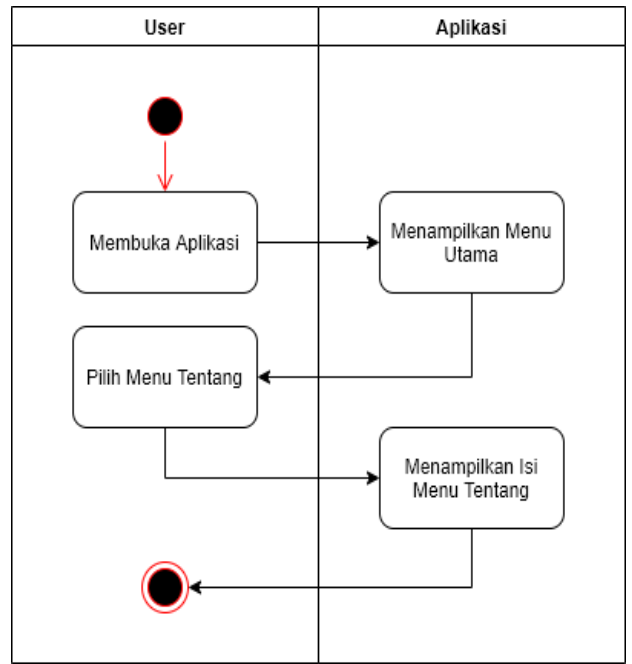 User
Aplikasi
Membuka Aplikasi
Menampilkan Menu
Utama
Pilih Menu Tentang
Menampilkan Isi
Menu Tentang